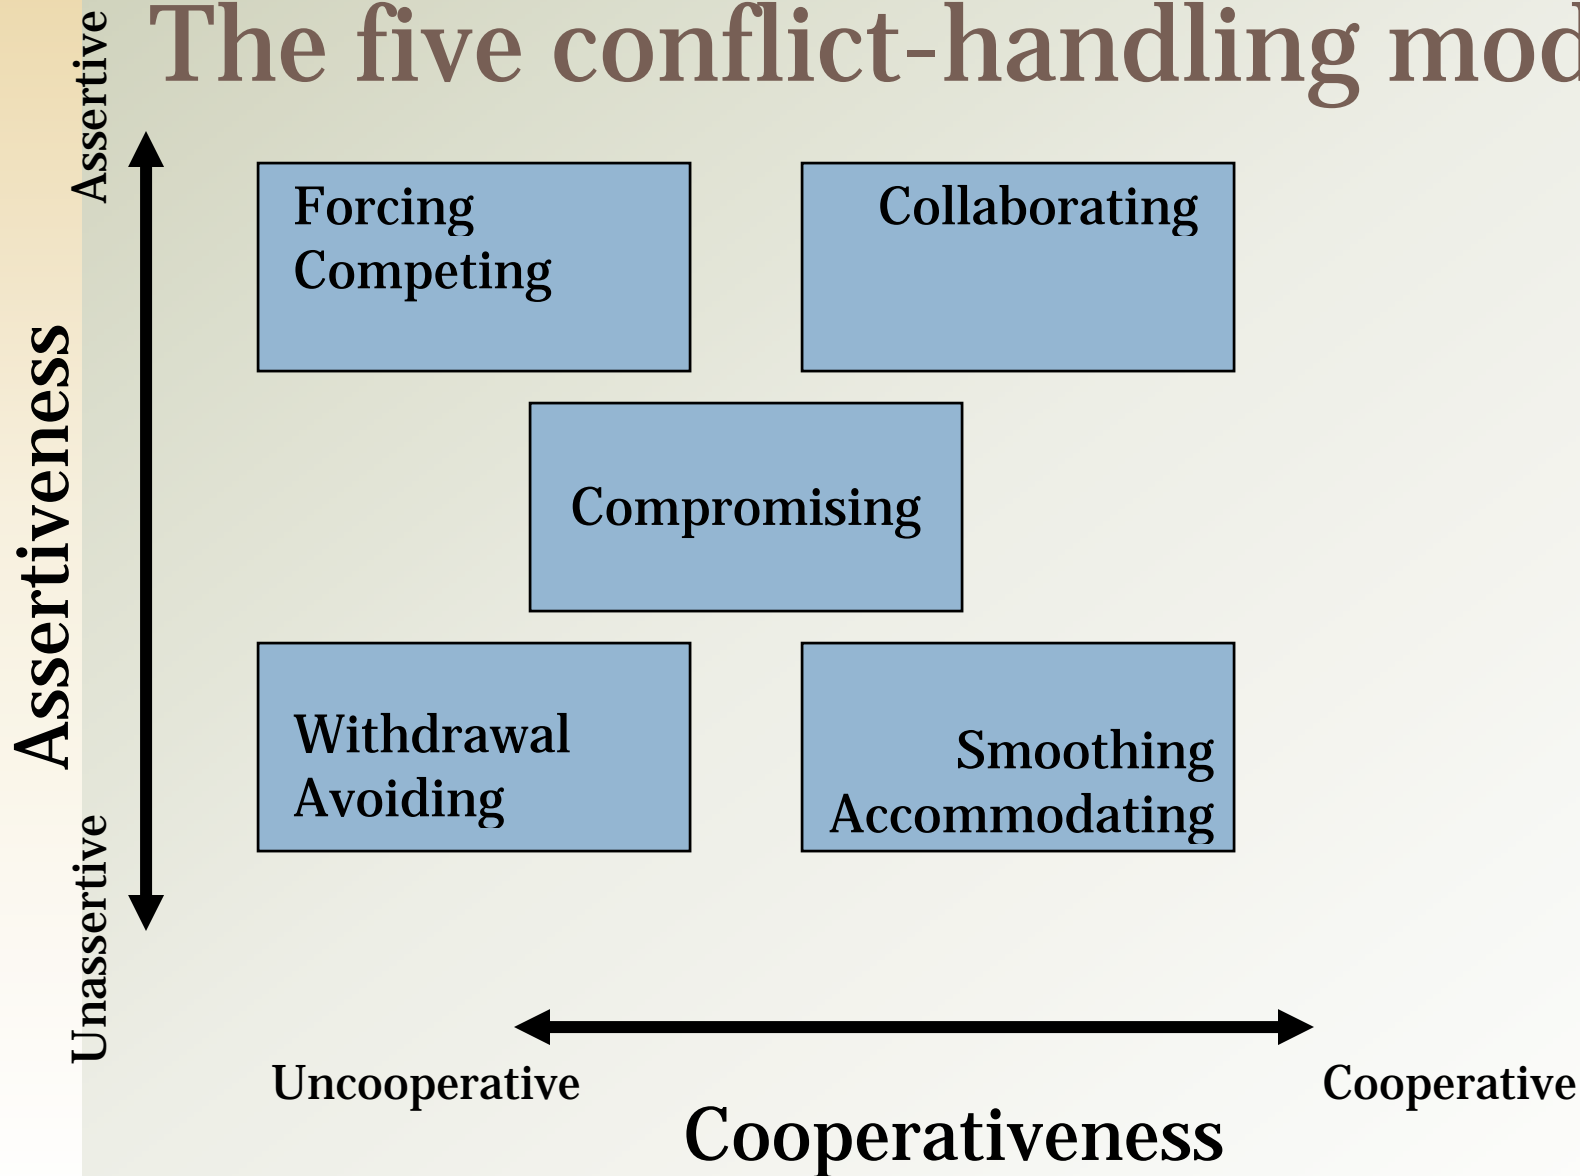 The five conflict-handling mod
Assertive
Forcing
Competing
Collaborating
Assertiveness
Compromising
Withdrawal
Avoiding
Smoothing
Accommodating
Unassertive
Uncooperative
Cooperative
Cooperativeness